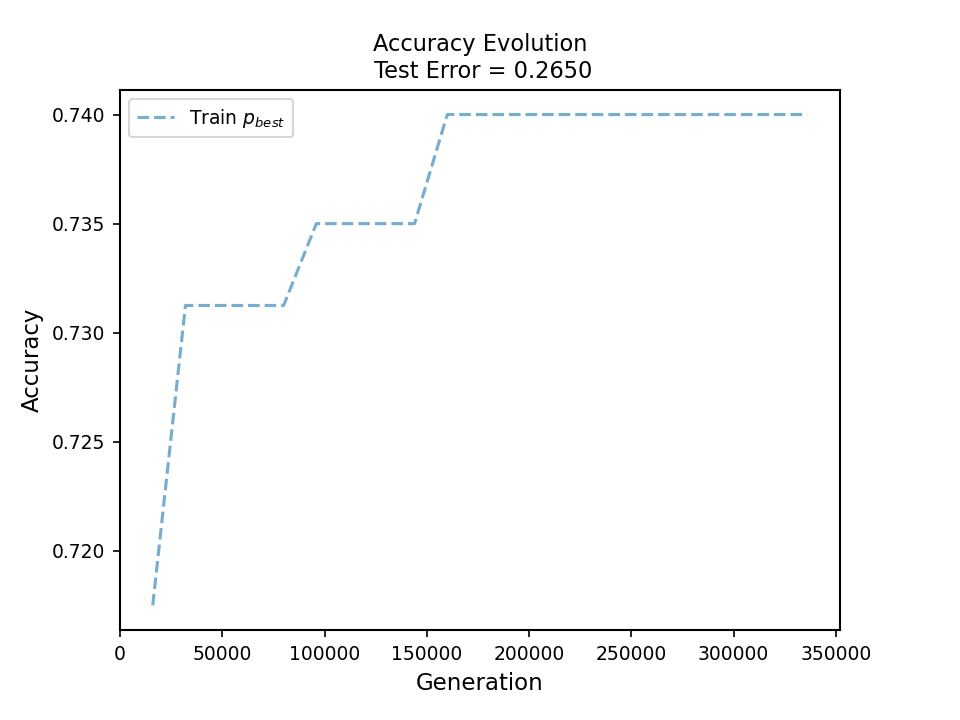 Accuracy Evolution
Test Error = 0.2650
Train p_best
0.740
0.735
0.730
0.725
0.720
Accuracy
0 50000 100000 150000 200000 250000 300000 350000
Generation